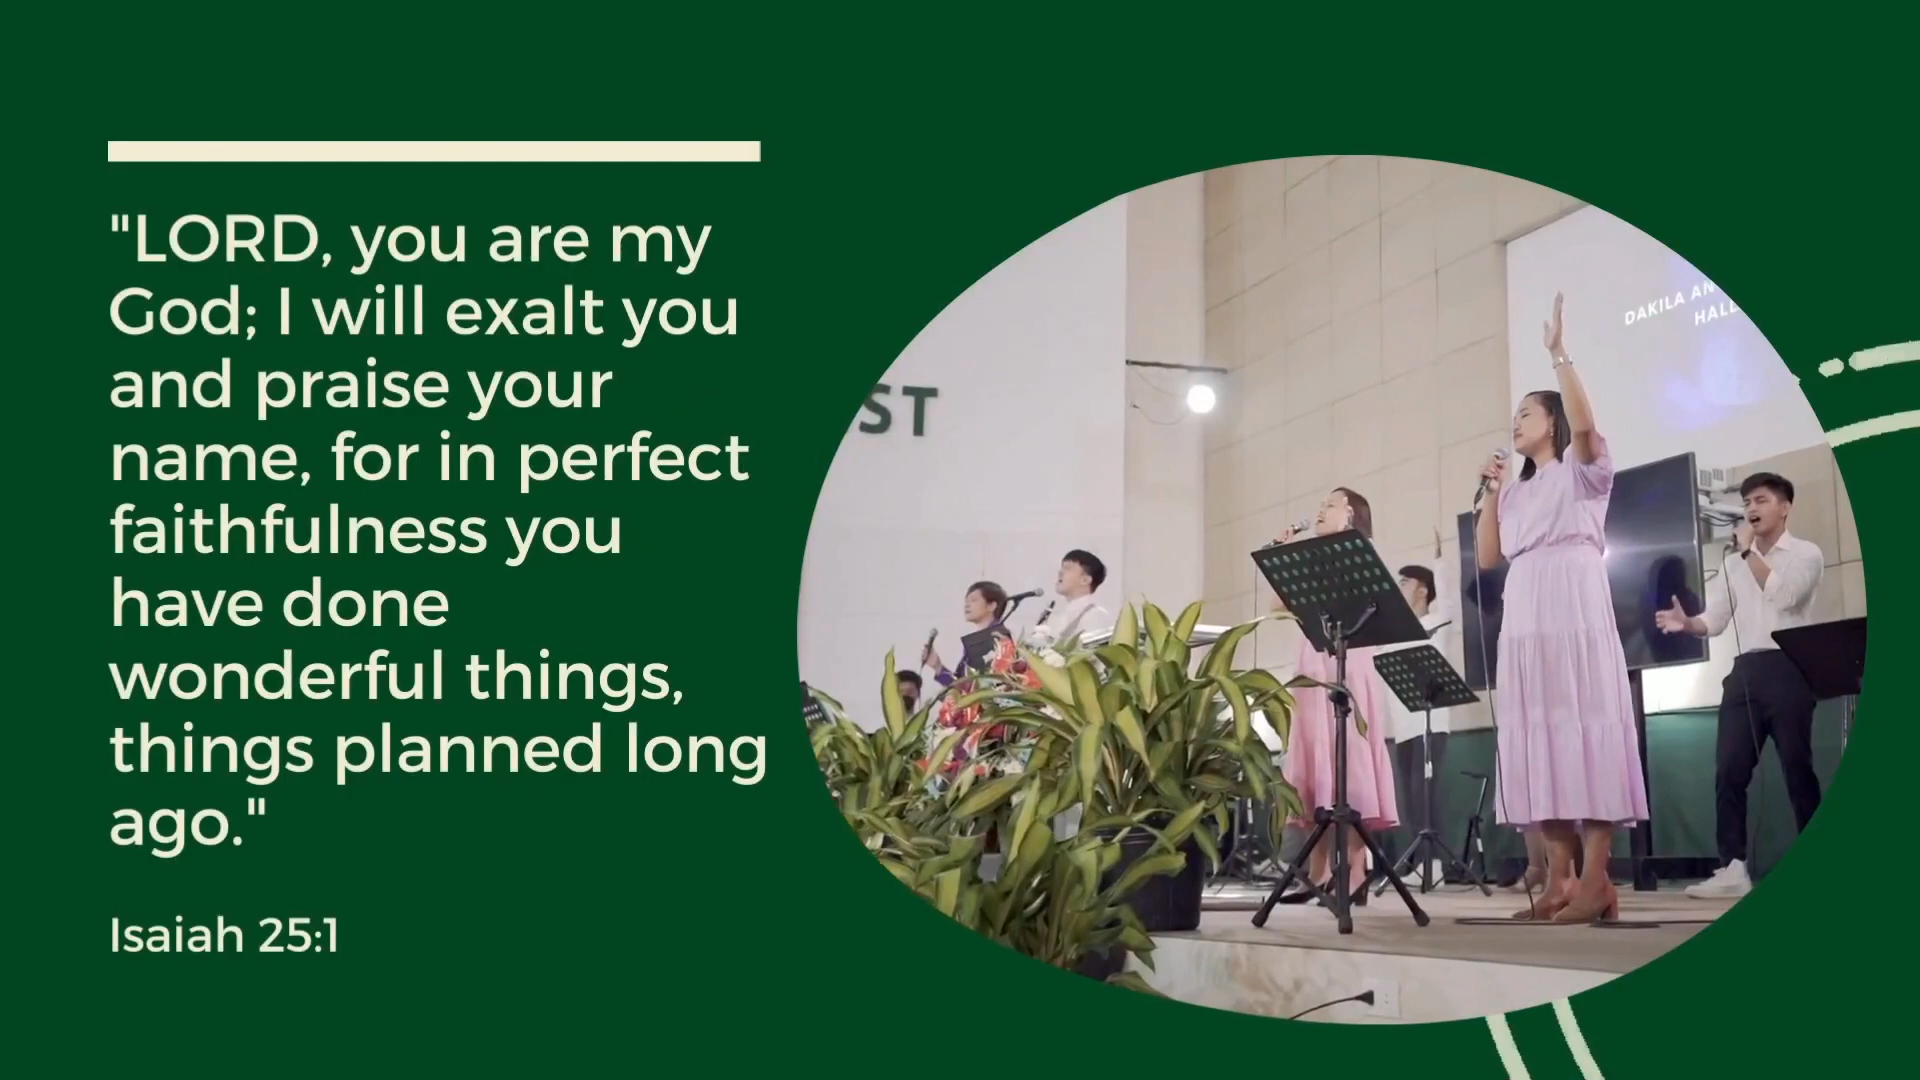 "LORD, you are my
God; I will exalt you
and praise your
name, for in perfect
faithfulness you
have done
wonderful things,
things planned long
ago."
Isaiah 25:1
ST
DAKILA